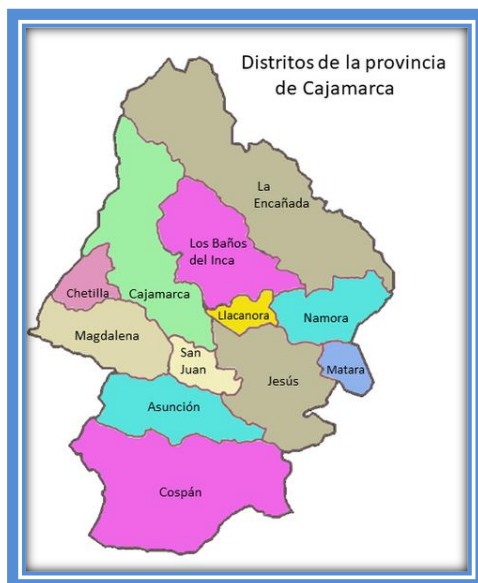 Distritos de la provincia
de Cajamarca
La
Encañada
Los Baños
del Inca
Chetilla
Cajamarca
Llacanora
Namora
Magdalena
San
Juan
Jesús
Matara
Asunción
Cospán